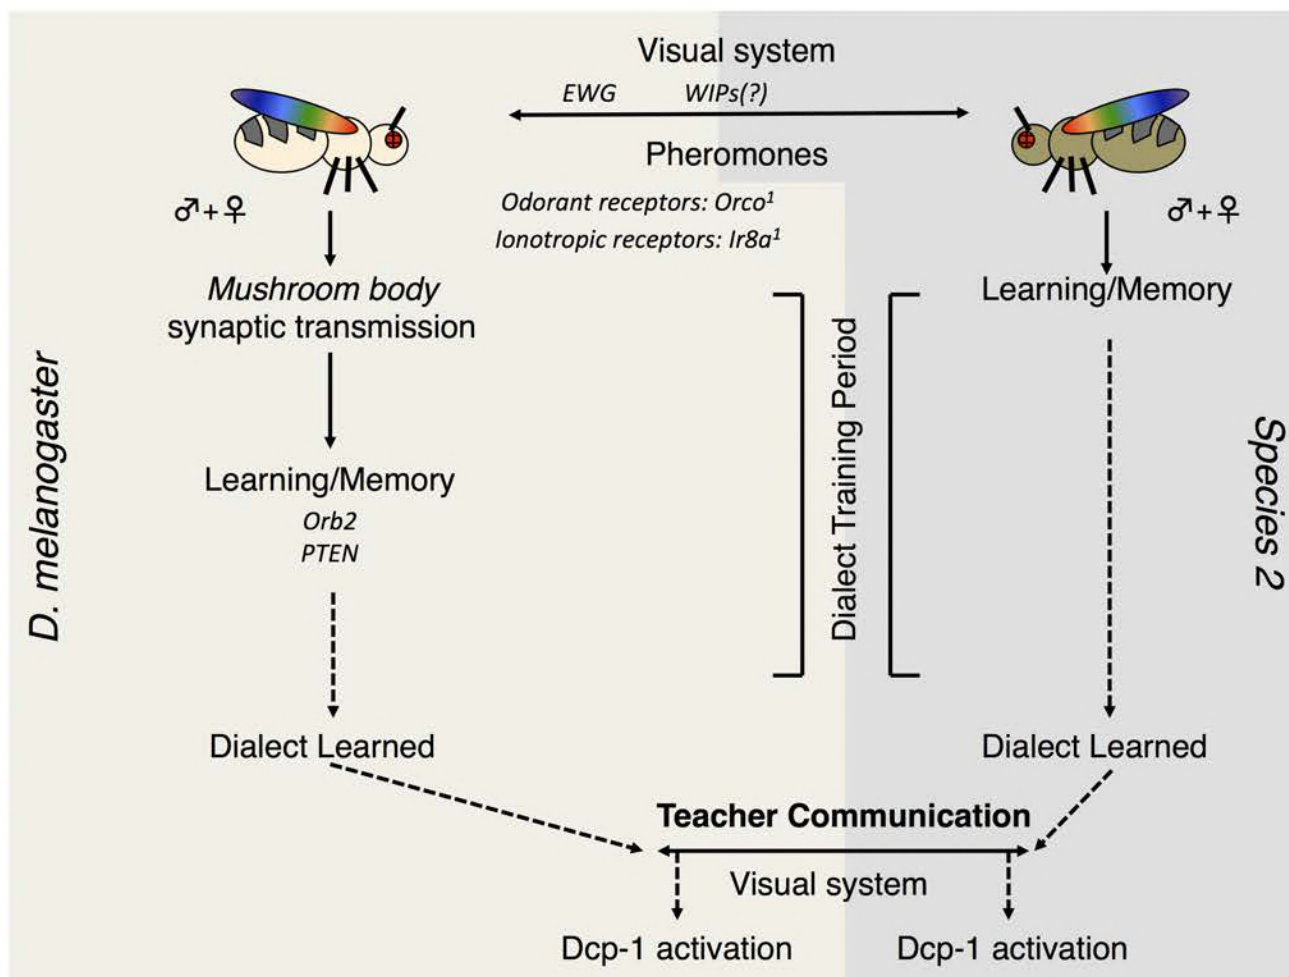 Visual system
EWG WIPs(?)
Pheromones
Odorant receptors: Orco¹
Ionotropic receptors: Ir8a¹
♂+♀
♂+♀
Mushroom body
synaptic transmission
Learning/Memory
Learning/Memory
Orb2
PTEN
D. melanogaster
Dialect Training Period
Species 2
Dialect Learned
Dialect Learned
Teacher Communication
Visual system
Dcp-1 activation
Dcp-1 activation